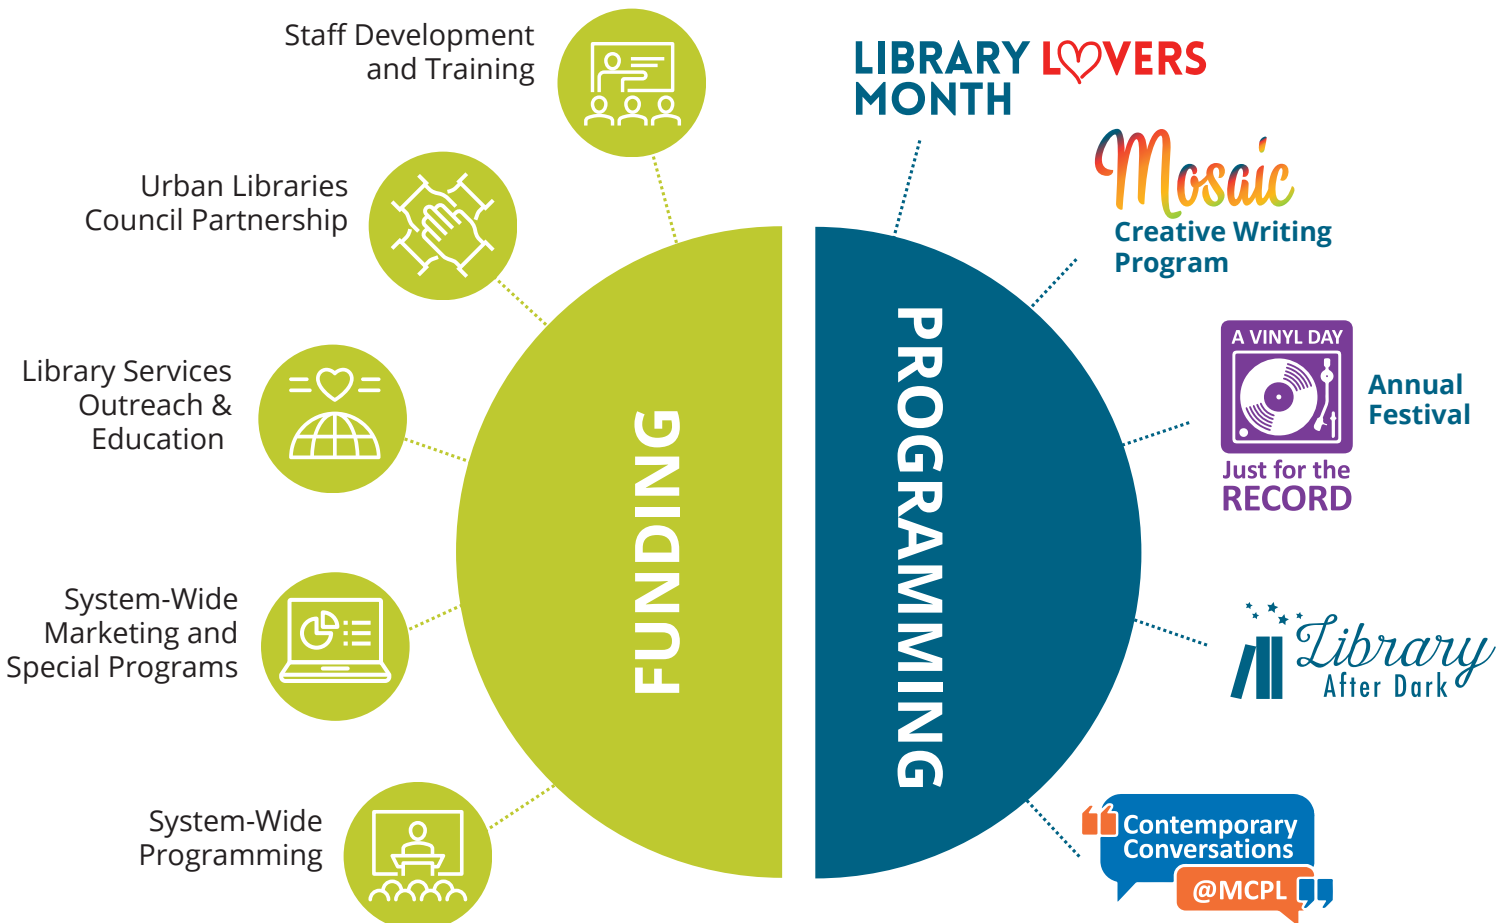 Staff Development
and Training
Urban Libraries
Council Partnership
Library Services
Outreach &
Education
System-Wide
Marketing and
Special Programs
System-Wide
Programming
FUNDING
PROGRAMMING
LIBRARY LOVERS
MONTH
Mosaic
Creative Writing
Program
A VINYL DAY
Just for the
RECORD
Annual
Festival
Library
After Dark
Contemporary
Conversations
@MCPL